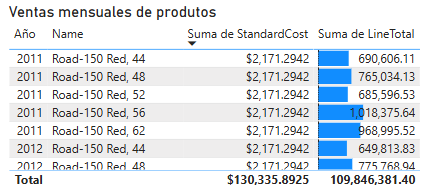 Ventas mensuales de produtos
Año Name Suma de StandardCost Suma de LineTotal
2011 Road-150 Red, 44 $2,171.2942 690,606.11
2011 Road-150 Red, 48 $2,171.2942 765,034.13
2011 Road-150 Red, 52 $2,171.2942 685,596.53
2011 Road-150 Red, 56 $2,171.2942 1,018,375.64
2011 Road-150 Red, 62 $2,171.2942 968,995.52
2012 Road-150 Red, 44 $2,171.2942 649,813.83
2012 Road-150 Red, 48 $2,171.2942 775,768.94
Total $130,335.8925 109,846,381.40